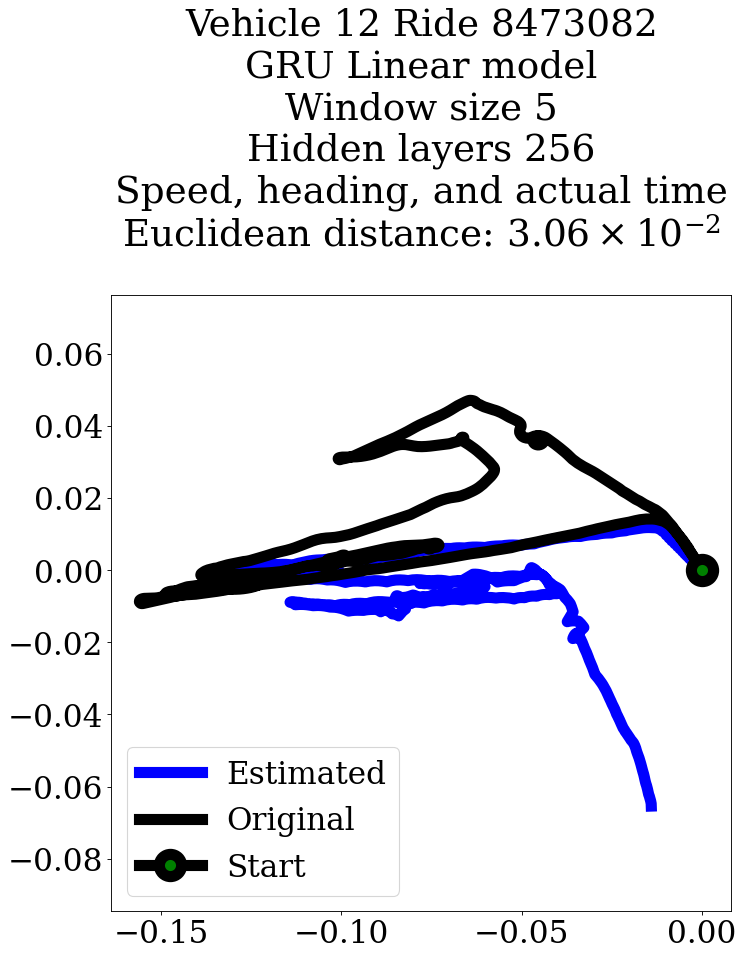 Vehicle 12 Ride 8473082
GRU Linear model
Window size 5
Hidden layers 256
Speed, heading, and actual time
Euclidean distance: 3.06 × 10⁻²
0.06
0.04
0.02
0.00
−0.02
−0.04
−0.06
−0.08
Estimated
Original
Start
−0.15
−0.10
−0.05
0.00